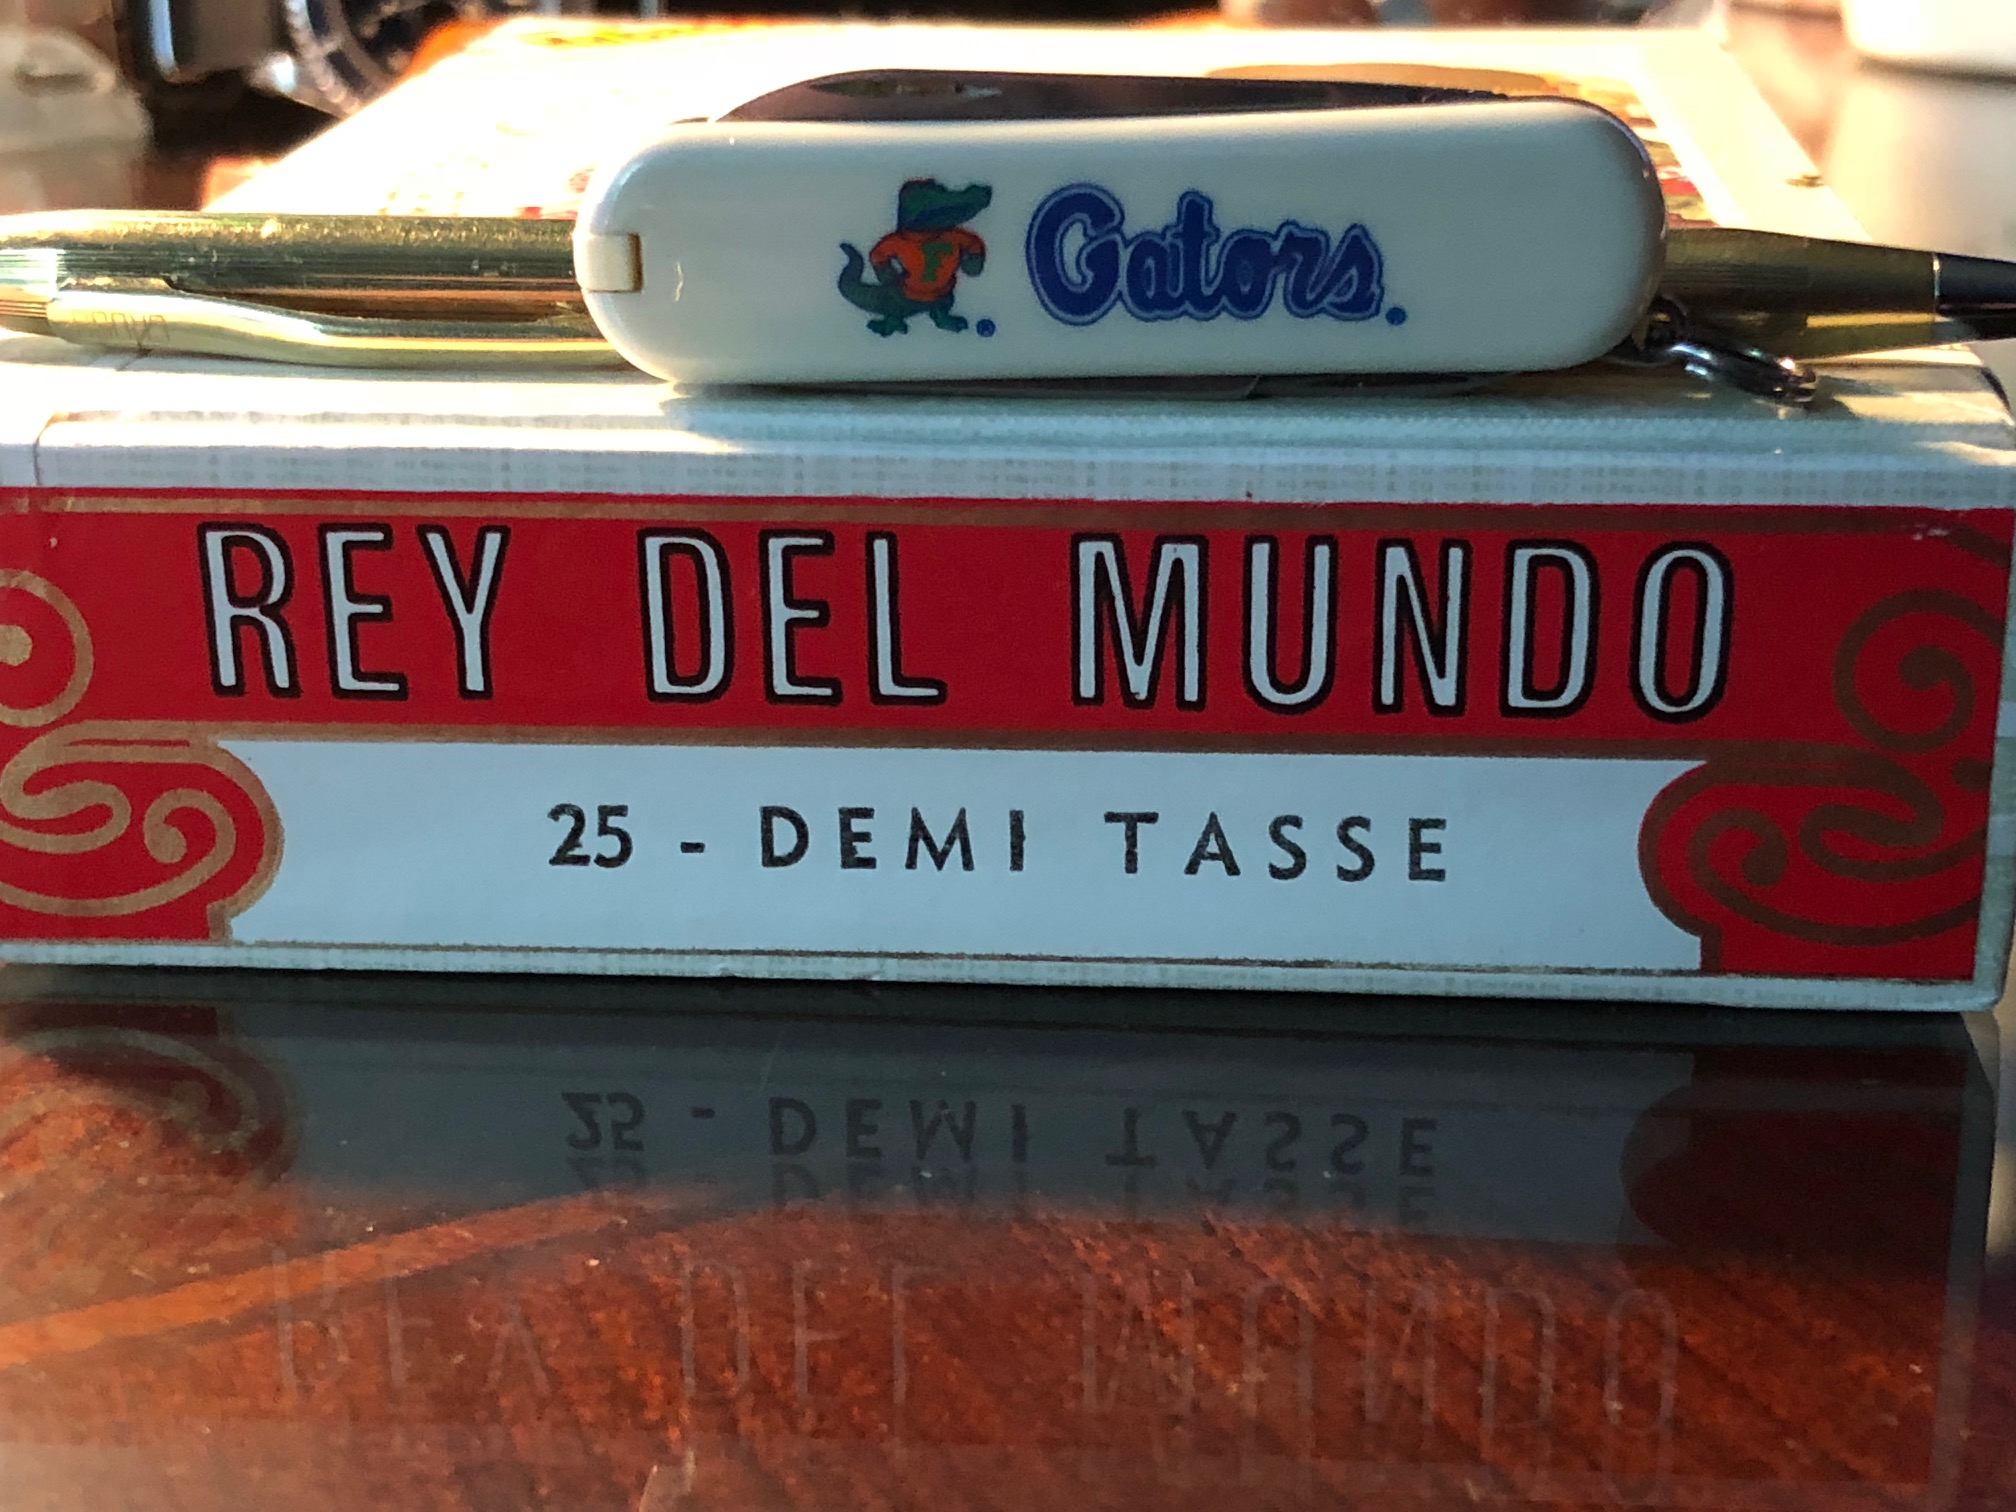 Gators.
REY DEL MUNDO
25 - DEMI TASSE